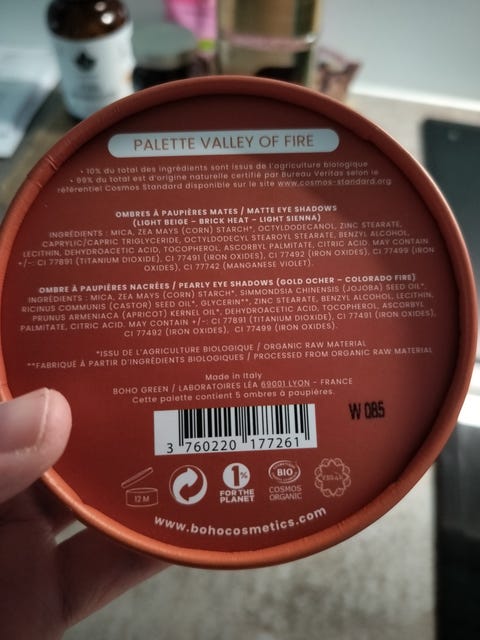 PALETTE VALLEY OF FIRE
• 10% du total des ingrédients sont issus de l'agriculture biologique
• 99% du total est d'origine naturelle certifié par Bureau Veritas selon le
référentiel Cosmos Standard disponible sur le site www.cosmos-standard.org
OMBRES À PAUPIÈRES MATES / MATTE EYE SHADOWS
(LIGHT BEIGE - BRICK HEAT - LIGHT SIENNA)
INGRÉDIENTS : MICA, ZEA MAYS (CORN) STARCH*, OCTYLDODECANOL, ZINC STEARATE,
CAPRYLIC/CAPRIC TRIGLYCERIDE, OCTYLDODECYL STEAROYL STEARATE, BENZYL ALCOHOL,
LECITHIN, DEHYDROACETIC ACID, TOCOPHEROL, ASCORBYL PALMITATE, CITRIC ACID. MAY CONTAIN
+/-: CI 77891 (TITANIUM DIOXIDE), CI 77491 (IRON OXIDES), CI 77492 (IRON OXIDES), CI 77499 (IRON
OXIDES), CI 77742 (MANGANESE VIOLET).
OMBRE À PAUPIÈRES NACRÉES / PEARLY EYE SHADOWS (GOLD OCHER - COLORADO FIRE)
INGRÉDIENTS : MICA, ZEA MAYS (CORN) STARCH*, SIMMONDSIA CHINENSIS (JOJOBA) SEED OIL*,
RICINUS COMMUNIS (CASTOR) SEED OIL*, GLYCERIN**, ZINC STEARATE, BENZYL ALCOHOL, LECITHIN,
PRUNUS ARMENIACA (APRICOT) KERNEL OIL*, DEHYDROACETIC ACID, TOCOPHEROL, ASCORBYL
PALMITATE, CITRIC ACID. MAY CONTAIN +/-: CI 77891 (TITANIUM DIOXIDE), CI 77491 (IRON OXIDES),
CI 77492 (IRON OXIDES), CI 77499 (IRON OXIDES).
*ISSU DE L'AGRICULTURE BIOLOGIQUE / ORGANIC RAW MATERIAL
**FABRIQUÉ À PARTIR D'INGRÉDIENTS BIOLOGIQUES / PROCESSED FROM ORGANIC RAW MATERIAL
Made in Italy
BOHO GREEN / LABORATOIRES LÉA 69001 LYON - FRANCE
Cette palette contient 5 ombres à paupières.
W 085
3 760220 177261
12 M
1%
FOR THE
PLANET
BIO
COSMOS
ORGANIC
VEGAN
www.bohocosmetics.com